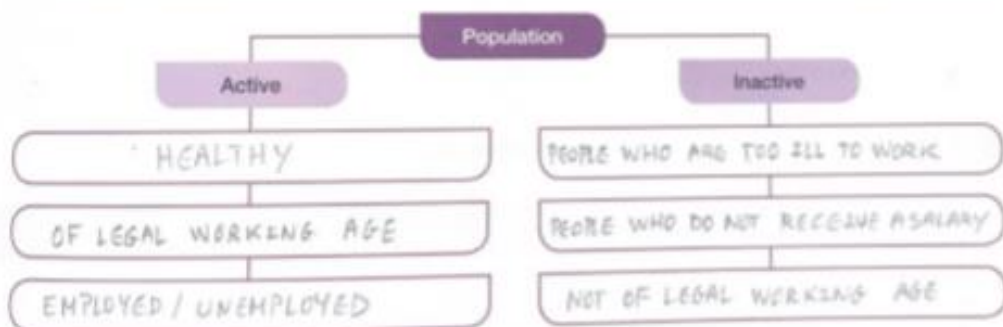 Population
Active
Inactive
HEALTHY
PEOPLE WHO ARE TOO ILL TO WORK
OF LEGAL WORKING AGE
PEOPLE WHO DO NOT RECEIVE A SALARY
EMPLOYED / UNEMPLOYED
NOT OF LEGAL WORKING AGE